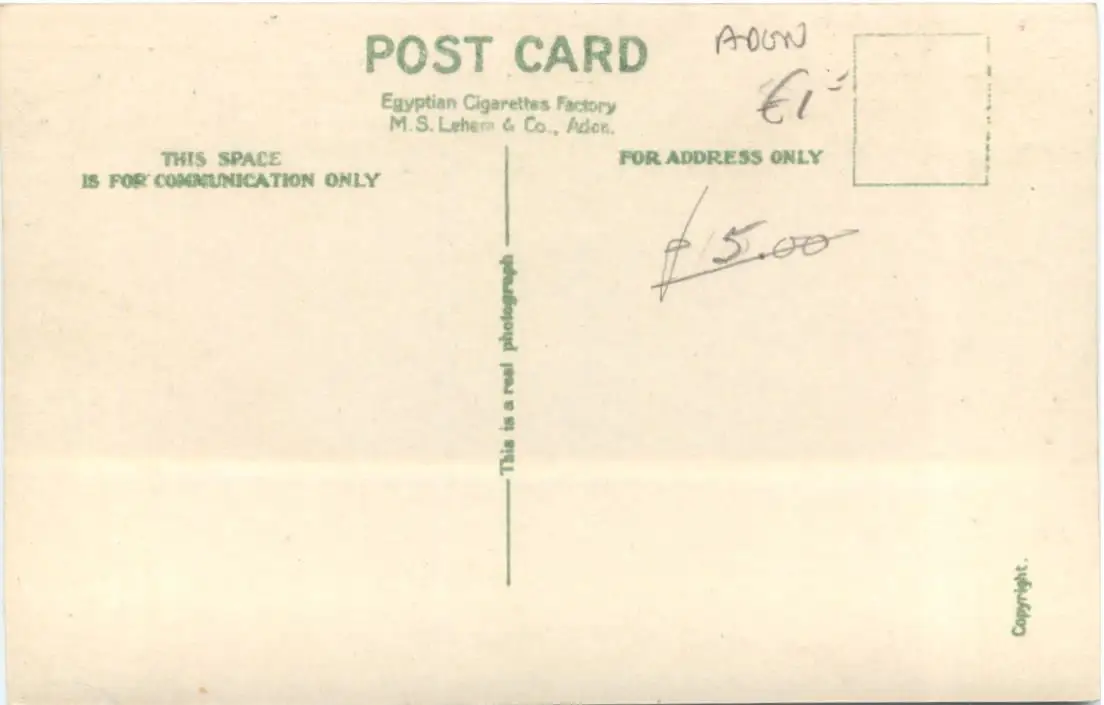 POST CARD
Egyptian Cigarettes Factory
M. S. Lehem & Co., Aden.
THIS SPACE
IS FOR COMMUNICATION ONLY
FOR ADDRESS ONLY
ADEN
£1-
15.00
This is a real photograph
Copyright.